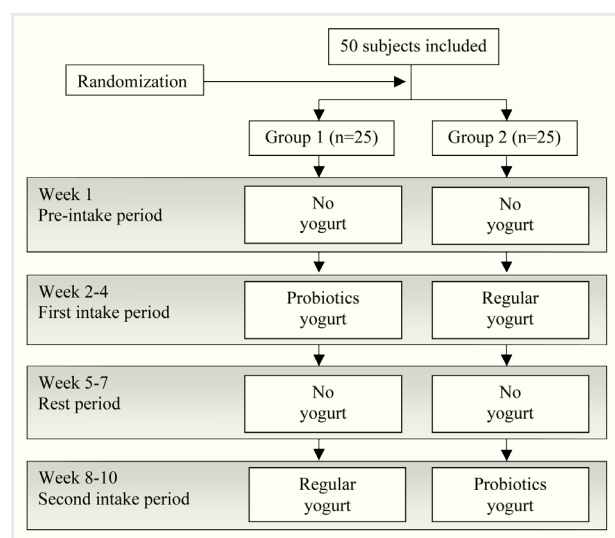 50 subjects included
Randomization
Group 1 (n=25)
Group 2 (n=25)
Week 1
Pre-intake period
No
yogurt
No
yogurt
Week 2-4
First intake period
Probiotics
yogurt
Regular
yogurt
Week 5-7
Rest period
No
yogurt
No
yogurt
Week 8-10
Second intake period
Regular
yogurt
Probiotics
yogurt